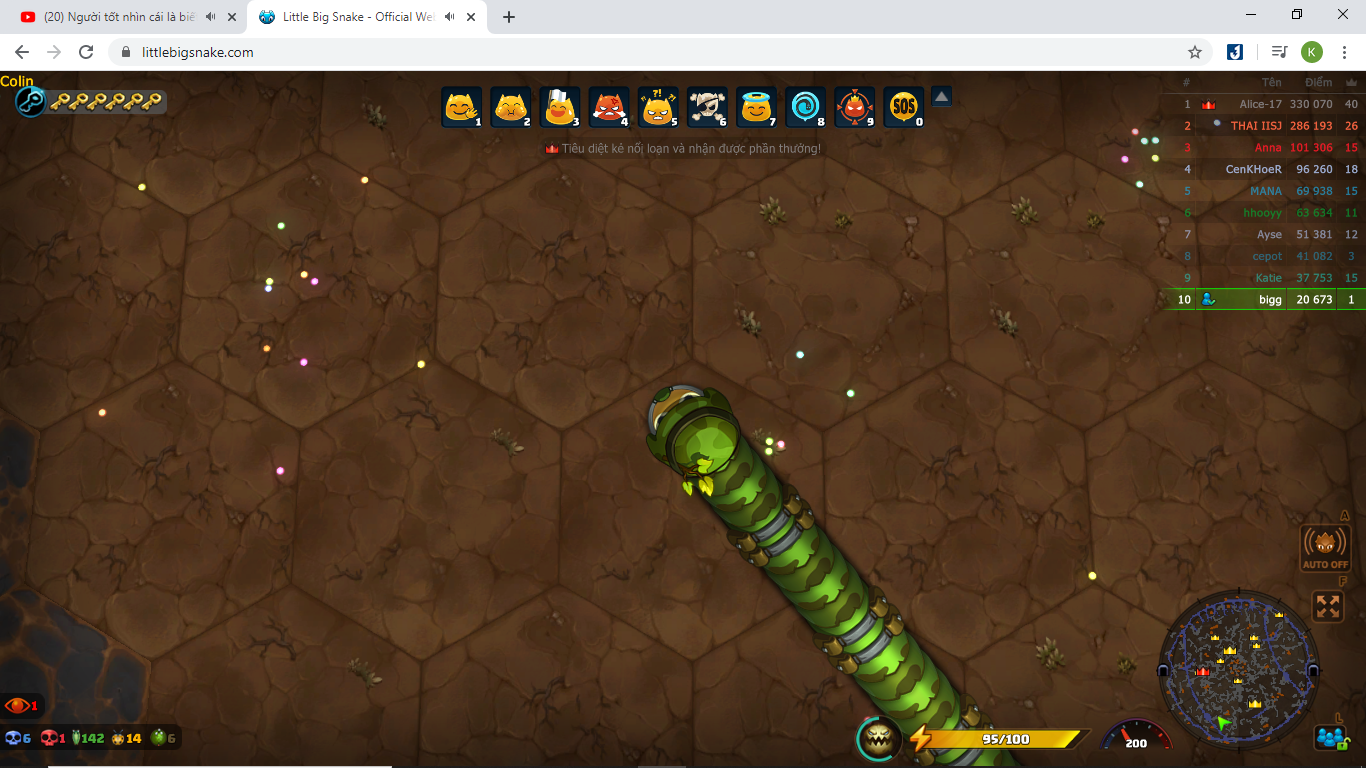 (20) Người tốt nhìn cái là biế
Little Big Snake - Official We
littlebigsnake.com
K
Colin
1 2 3 4 5 6 7 8 9 SOS 0
Tiêu diệt kẻ nổi loạn và nhận được phần thưởng!
# Tên Điểm
1 Alice-17 330 070 40
2 THAI IISJ 286 193 26
3 Anna 101 306 15
4 CenKHoeR 96 260 18
5 MANA 69 938 15
6 hhooyy 63 634 11
7 Ayse 51 381 12
8 cepot 41 082 3
9 Katie 37 753 15
10 bigg 20 673 1
A
AUTO OFF
F
L
1
6 1 142 14 6
95/100
200